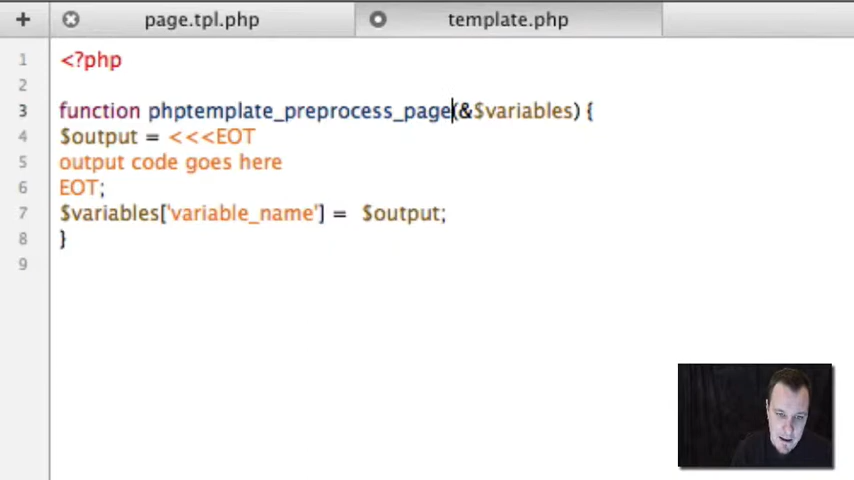 + page.tpl.php template.php
1 <?php
2
3 function phptemplate_preprocess_page(&$variables) {
4 $output = <<<EOT
5 output code goes here
6 EOT;
7 $variables['variable_name'] = $output;
8 }
9